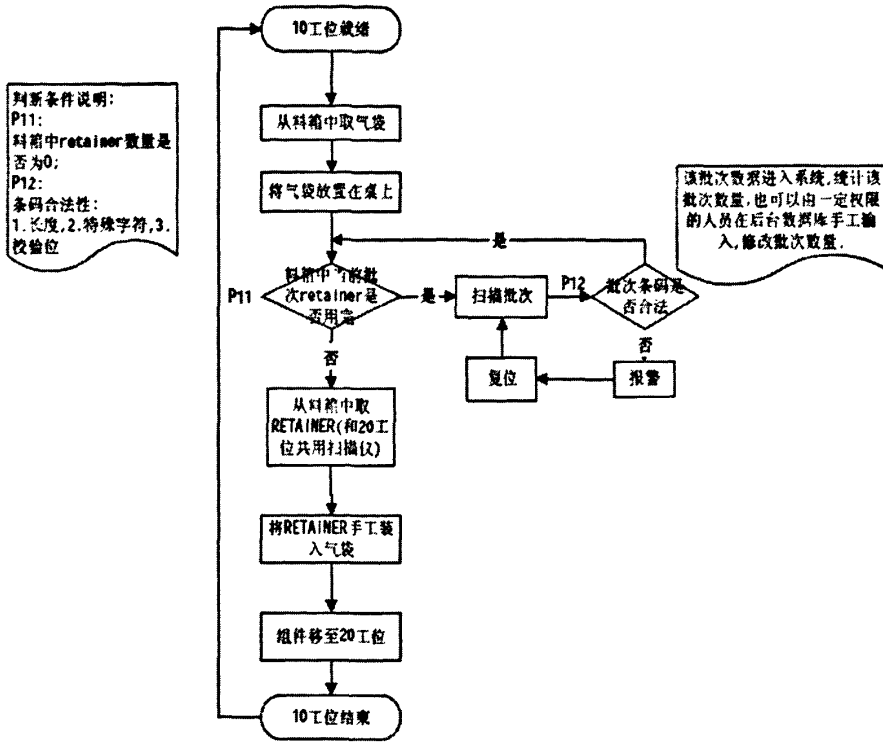 10工位就绪
判断条件说明:
P11:
料箱中retainer数量是
否为0;
P12:
条码合法性:
1.长度,2.特殊字符,3.
校验位
从料箱中取气袋
将气袋放置在桌上
该批次数据进入系统,统计该
批次数量,也可以由一定权限
的人员在后台数据库手工输
入,修改批次数量.
是
P11
料箱中当前批
次retainer是
否用完
是
扫描批次
P12
批次条码是
否合法
否
否
复位
报警
从料箱中取
RETAINER(和20工
位共用扫描仪)
将RETAINER手工装
入气袋
组件移至20工位
10工位结束